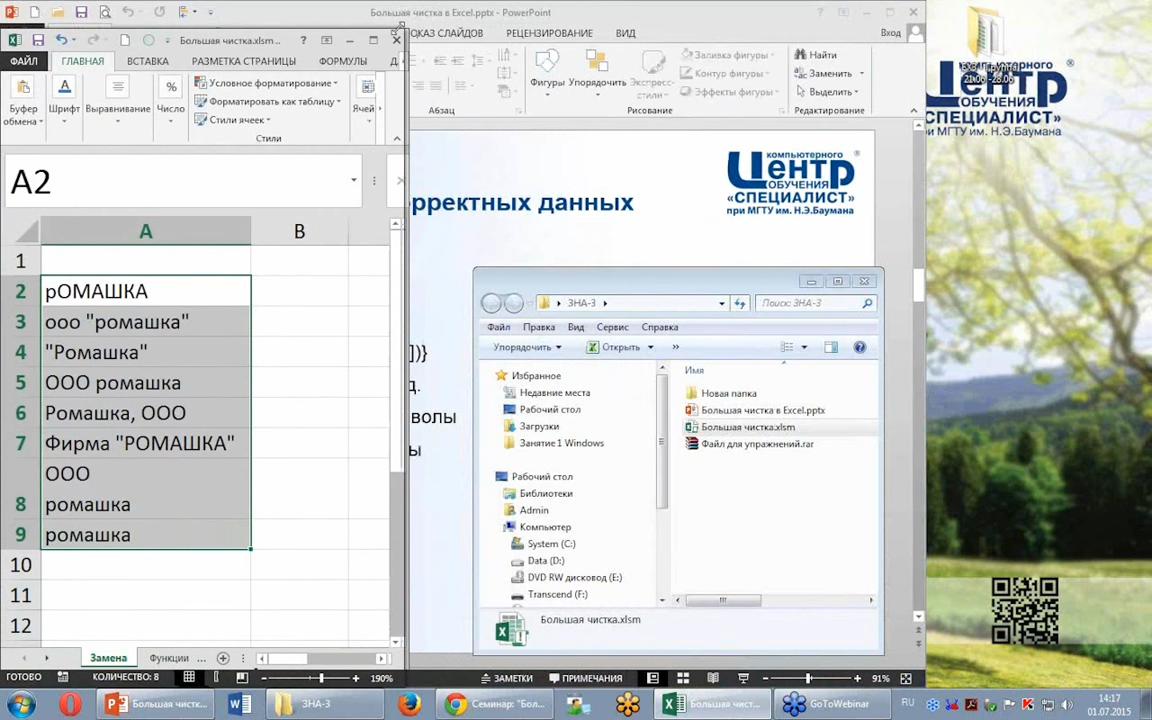 Большая чистка в Excel.pptx - PowerPoint
Большая чистка.xlsm ...
ФАЙЛ ГЛАВНАЯ ВСТАВКА РАЗМЕТКА СТРАНИЦЫ ФОРМУЛЫ Д
ОКАЗ СЛАЙДОВ РЕЦЕНЗИРОВАНИЕ ВИД Вход
Буфер обмена
Шрифт
Выравнивание
Число
Условное форматирование
Форматировать как таблицу
Стили ячеек
Стили
Ячей
Абзац
Фигуры
Упорядочить
Экспресс-стили
Заливка фигуры
Контур фигуры
Эффекты фигуры
Рисование
Найти
Заменить
Выделить
Редактирование
A2
A B
1
2 рОМАШКА
3 ооо "ромашка"
4 "Ромашка"
5 ООО ромашка
6 Ромашка, ООО
7 Фирма "РОМАШКА"
ООО
8 ромашка
9 ромашка
10
11
12
Замена Функции ...
ГОТОВО КОЛИЧЕСТВО: 8 190%
орректных данных
])}
д.
волы
ы
компьютерного
Центр
ОБУЧЕНИЯ
«СПЕЦИАЛИСТ»
при МГТУ им. Н.Э.Баумана
ЗНА-3
Поиск: ЗНА-3
Файл Правка Вид Сервис Справка
Упорядочить Открыть »
Избранное
Недавние места
Рабочий стол
Загрузки
Занятие 1 Windows
Рабочий стол
Библиотеки
Admin
Компьютер
System (C:)
Data (D:)
DVD RW дисковод (E:)
Transcend (F:)
Имя
Новая папка
Большая чистка в Excel.pptx
Большая чистка.xlsm
Файл для упражнений.rar
Большая чистка.xlsm
ЗАМЕТКИ ПРИМЕЧАНИЯ 91%
Центр
ОБУЧЕНИЯ
«СПЕЦИАЛИСТ»
ри МГТУ им. Н.Э.Баумана
Большая чистк...
ЗНА-3
Семинар: "Бол...
Большая чист...
GoToWebinar
RU
14:17
01.07.2015